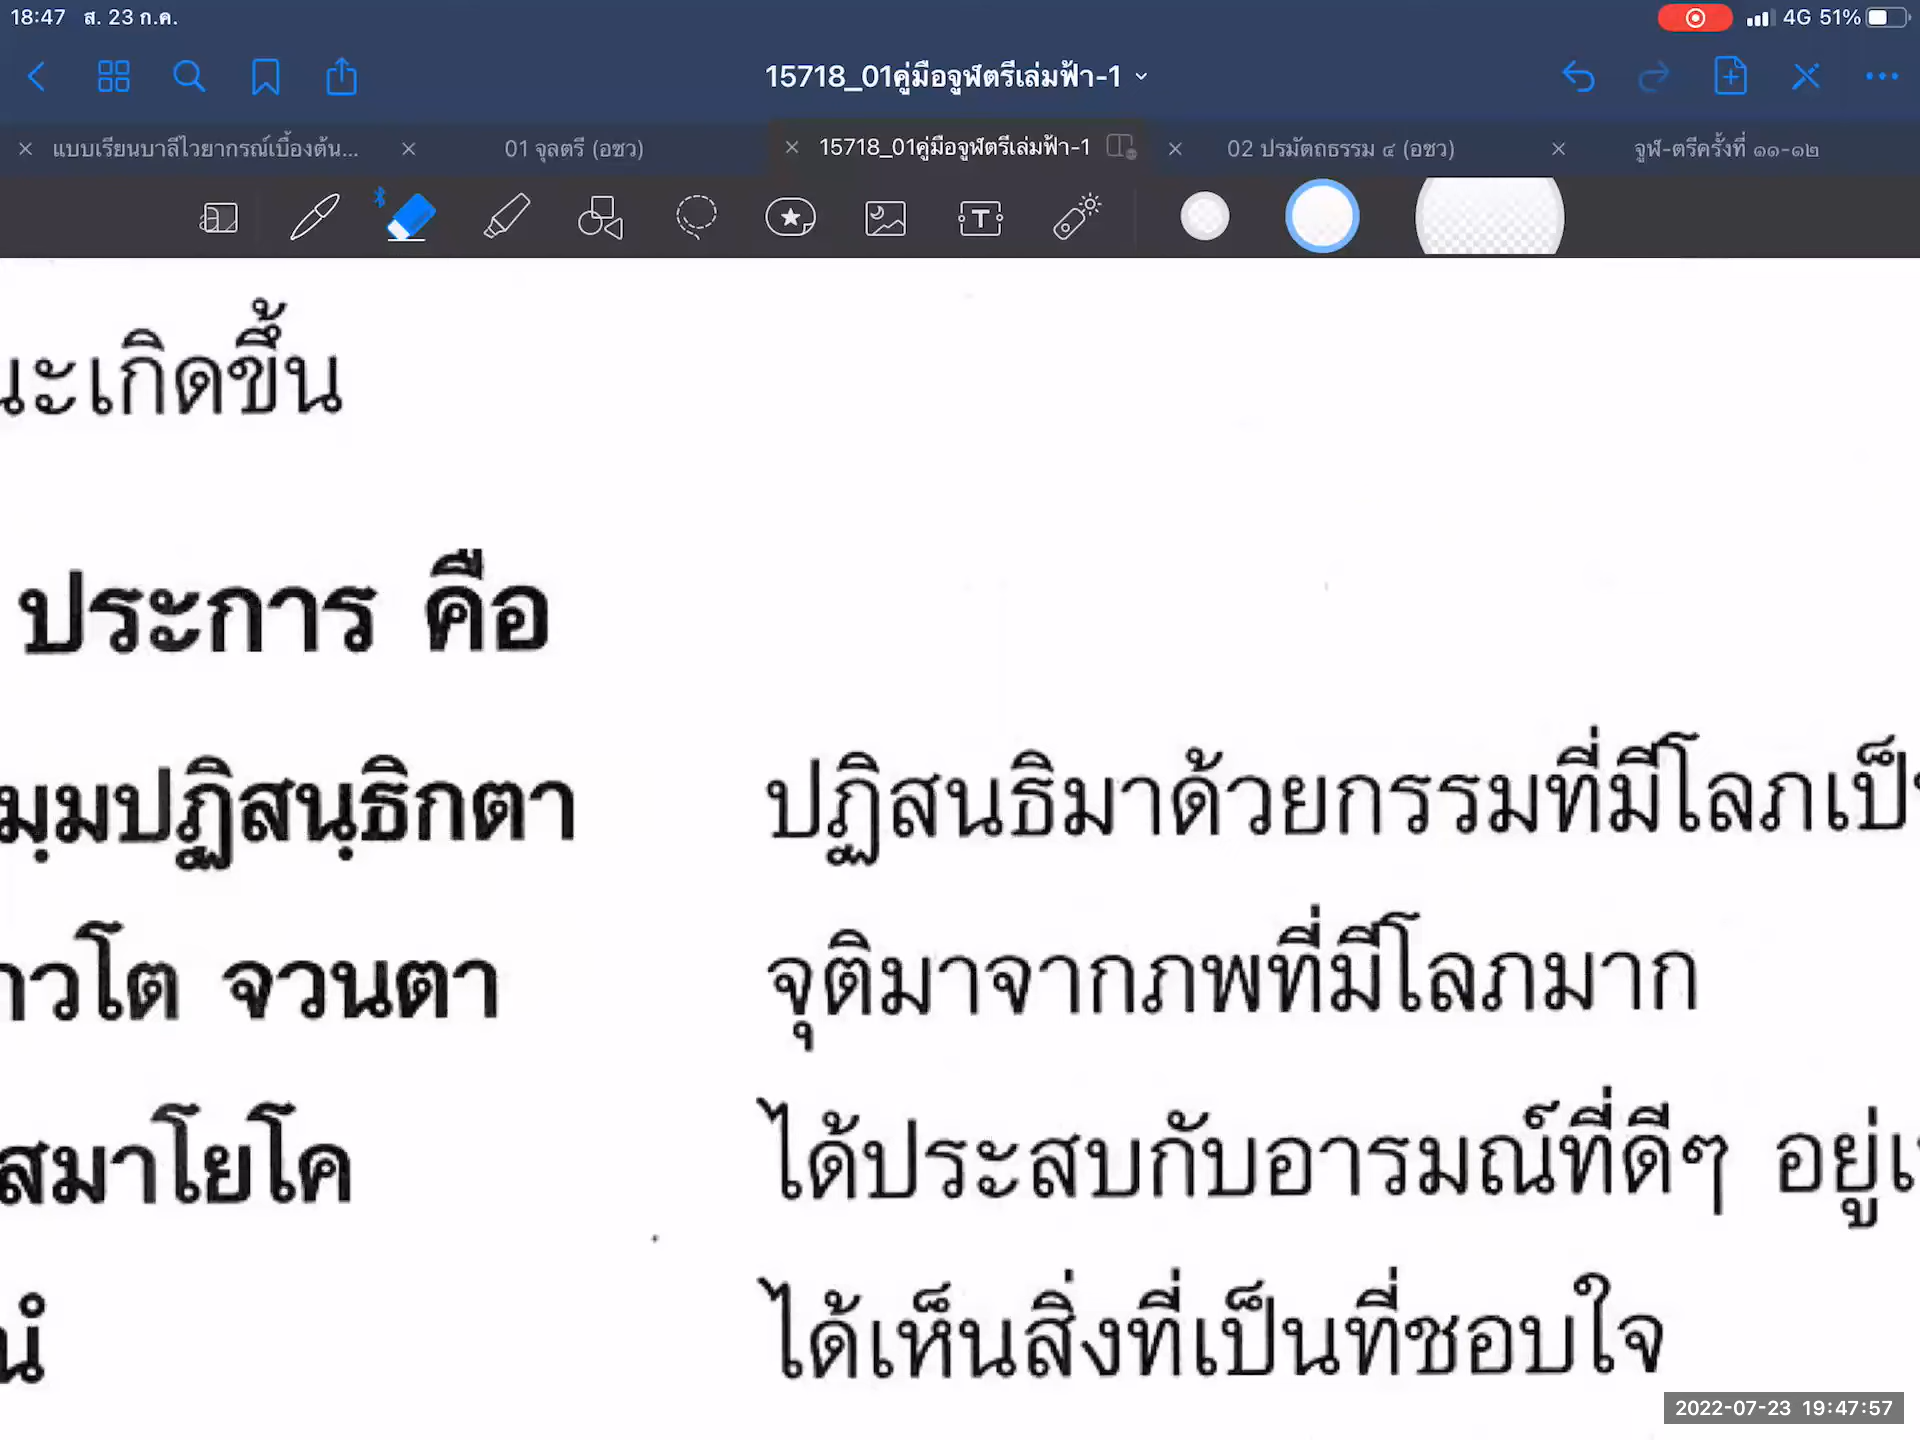 18:47 ส. 23 ก.ค. 4G 51%
15718_01คู่มือจูฬตรีเล่มฟ้า-1
แบบเรียนบาลีไวยากรณ์เบื้องต้น... 01 จุลตรี (อชว) 15718_01คู่มือจูฬตรีเล่มฟ้า-1 02 ปรมัตถธรรม ๔ (อชว) จูฬ-ตรีครั้งที่ ๑๑-๑๒
นะเกิดขึ้น
ประการ คือ
มฺมปฏิสนฺธิกตา ปฏิสนธิมาด้วยกรรมที่มีโลภเป็
ภวโต จวนตา จุติมาจากภพที่มีโลภมาก
สมาโยโค ได้ประสบกับอารมณ์ที่ดีๆ อยู่เ
นํ ได้เห็นสิ่งที่เป็นที่ชอบใจ
2022-07-23 19:47:57